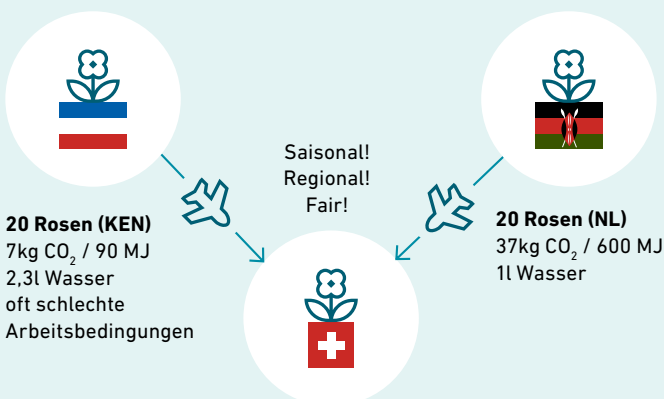 Saisonal!
Regional!
Fair!
20 Rosen (KEN)
7kg CO₂ / 90 MJ
2,3l Wasser
oft schlechte
Arbeitsbedingungen
20 Rosen (NL)
37kg CO₂ / 600 MJ
1l Wasser